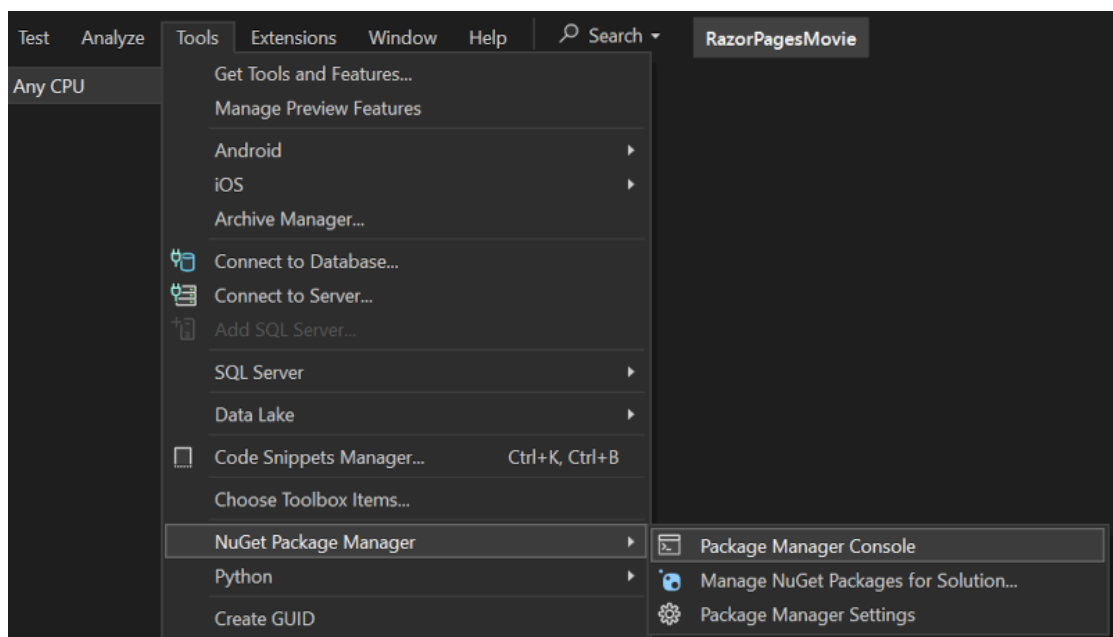 Test Analyze Tools Extensions Window Help Search RazorPagesMovie
Any CPU
Get Tools and Features...
Manage Preview Features
Android
iOS
Archive Manager...
Connect to Database...
Connect to Server...
Add SQL Server...
SQL Server
Data Lake
Code Snippets Manager... Ctrl+K, Ctrl+B
Choose Toolbox Items...
NuGet Package Manager
Python
Create GUID
Package Manager Console
Manage NuGet Packages for Solution...
Package Manager Settings